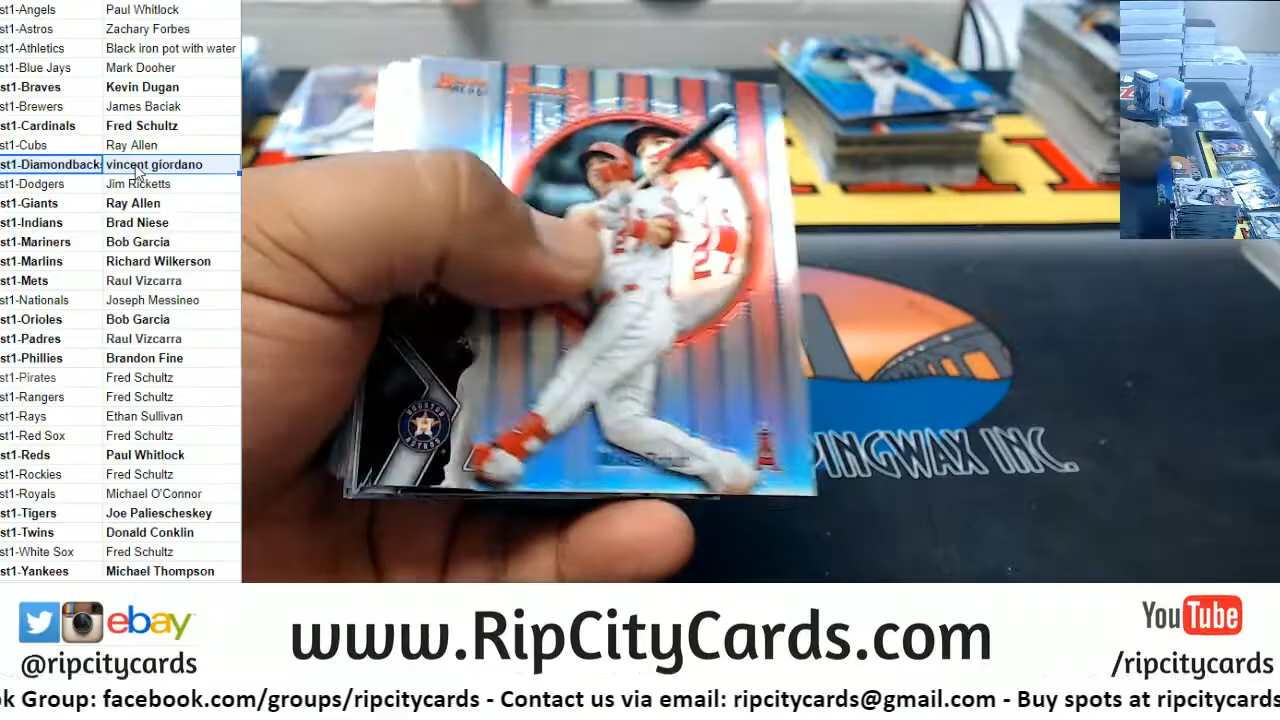 st1-Angels Paul Whitlock
st1-Astros Zachary Forbes
st1-Athletics Black iron pot with water
st1-Blue Jays Mark Dooher
st1-Braves Kevin Dugan
st1-Brewers James Baciak
st1-Cardinals Fred Schultz
st1-Cubs Ray Allen
st1-Diamondback: vincent giordano
st1-Dodgers Jim Ricketts
st1-Giants Ray Allen
st1-Indians Brad Niese
st1-Mariners Bob Garcia
st1-Marlins Richard Wilkerson
st1-Mets Raul Vizcarra
st1-Nationals Joseph Messineo
st1-Orioles Bob Garcia
st1-Padres Raul Vizcarra
st1-Phillies Brandon Fine
st1-Pirates Fred Schultz
st1-Rangers Fred Schultz
st1-Rays Ethan Sullivan
st1-Red Sox Fred Schultz
st1-Reds Paul Whitlock
st1-Rockies Fred Schultz
st1-Royals Michael O'Connor
st1-Tigers Joe Paliescheskey
st1-Twins Donald Conklin
st1-White Sox Fred Schultz
st1-Yankees Michael Thompson
PINGWAX INC.
ebay
@ripcitycards
www.RipCityCards.com
YouTube
/ripcitycards
ok Group: facebook.com/groups/ripcitycards - Contact us via email: ripcitycards@gmail.com - Buy spots at ripcitycards